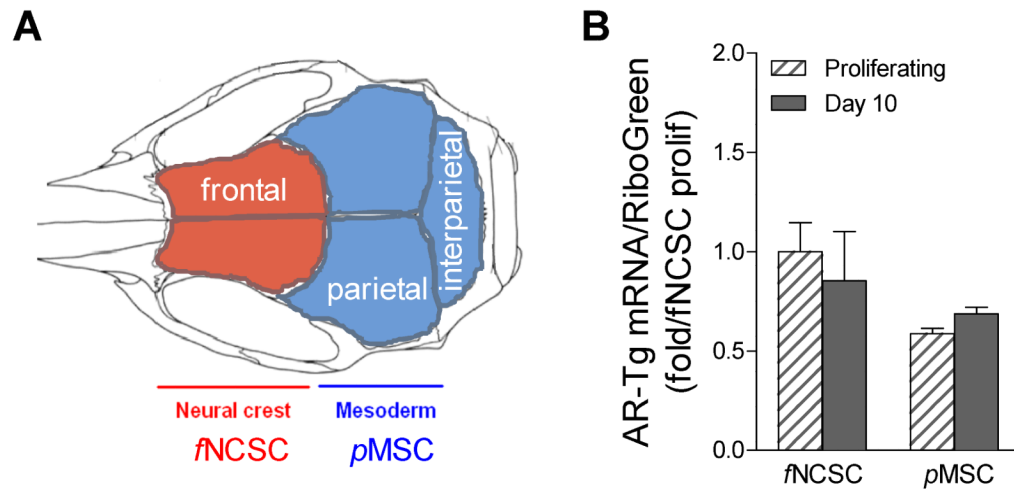 A
frontal
parietal
interparietal
Neural crest
Mesoderm
fNCSC
pMSC
B
AR-Tg mRNA/RiboGreen
(fold/fNCSC prolif)
2.0
1.5
1.0
0.5
0.0
Proliferating
Day 10
fNCSC
pMSC